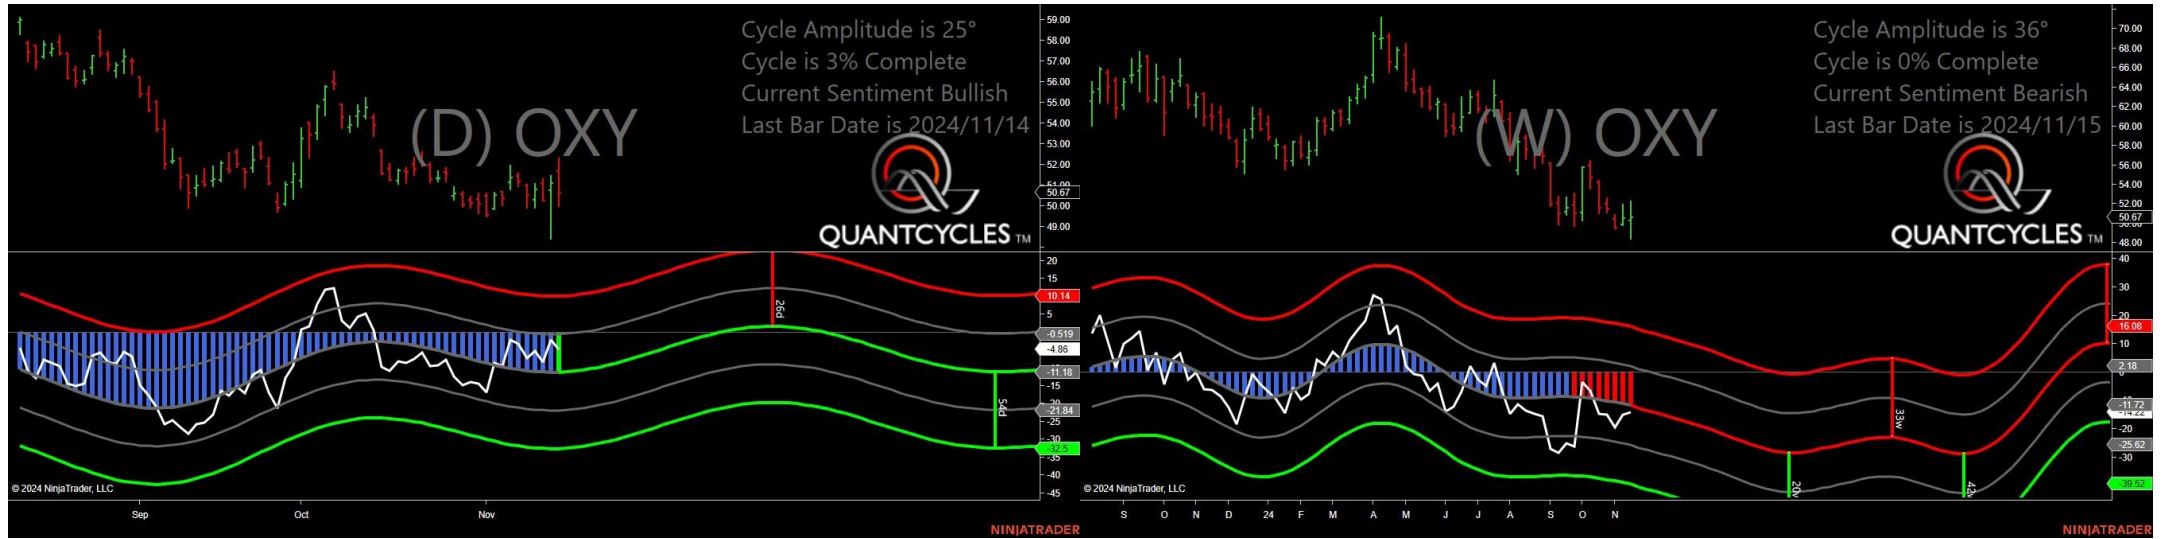 Cycle Amplitude is 25°
Cycle is 3% Complete
Current Sentiment Bullish
Last Bar Date is 2024/11/14
(D) OXY
QUANTCYCLES TM
59.00
58.00
57.00
56.00
55.00
54.00
53.00
52.00
50.67
50.00
49.00
20
15
10.14
5
-0.519
-4.86
-11.18
-15
-21.84
-25
-30
-32.5
-35
-40
-45
26d
54d
© 2024 NinjaTrader, LLC
Sep
Oct
Nov
NINJATRADER
Cycle Amplitude is 36°
Cycle is 0% Complete
Current Sentiment Bearish
Last Bar Date is 2024/11/15
(W) OXY
QUANTCYCLES TM
70.00
68.00
66.00
64.00
62.00
60.00
58.00
56.00
54.00
52.00
50.67
48.00
40
30
20
16.08
10
2.18
-11.72
-14.22
-20
-25.62
-30
-39.52
33w
© 2024 NinjaTrader, LLC
S O N D 24 F M A M J J A S O N
NINJATRADER